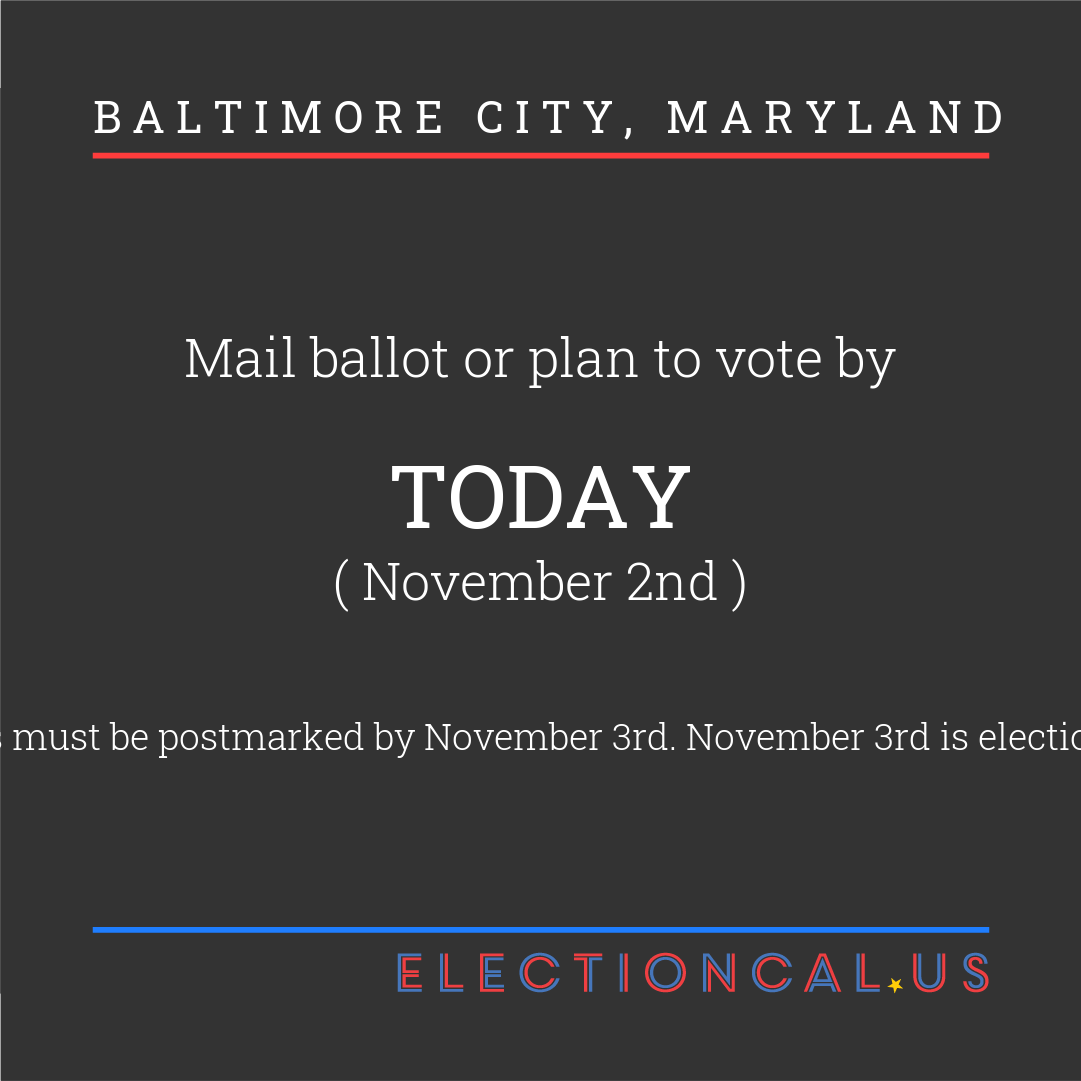 BALTIMORE CITY, MARYLAND
Mail ballot or plan to vote by
TODAY
( November 2nd )
must be postmarked by November 3rd. November 3rd is
ELECTIONCAL.US